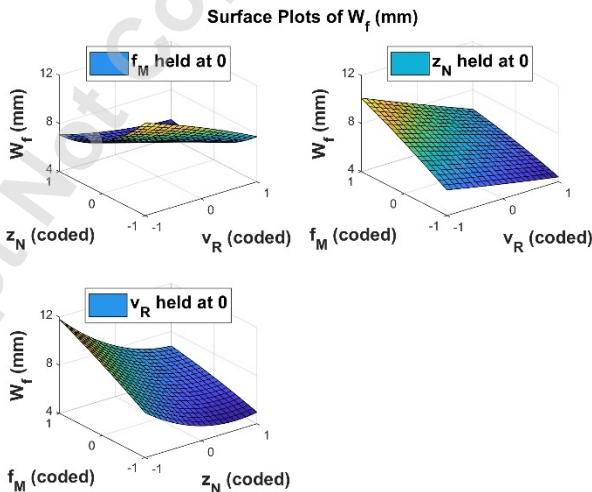 Surface Plots of W_f (mm)
f_M held at 0
W_f (mm)
12
8
4
1
0
-1
z_N (coded)
-1
0
1
v_R (coded)
z_N held at 0
W_f (mm)
12
8
4
1
0
-1
f_M (coded)
-1
0
1
v_R (coded)
v_R held at 0
W_f (mm)
12
8
4
1
0
-1
f_M (coded)
-1
0
1
z_N (coded)
Not Co